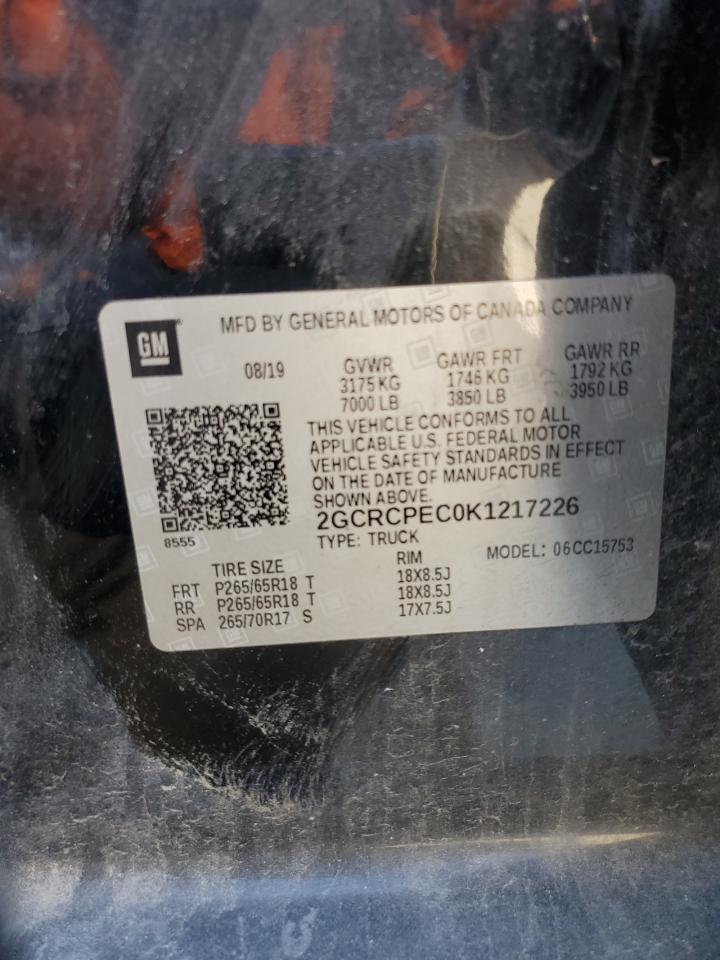 GM
MFD BY GENERAL MOTORS OF CANADA COMPANY
08/19 GVWR GAWR FRT GAWR RR
3175 KG 1746 KG 1792 KG
7000 LB 3850 LB 3950 LB
THIS VEHICLE CONFORMS TO ALL
APPLICABLE U.S. FEDERAL MOTOR
VEHICLE SAFETY STANDARDS IN EFFECT
ON THE DATE OF MANUFACTURE
SHOWN ABOVE.
2GCRCPEC0K1217226
8555
TYPE: TRUCK MODEL: 06CC15753
TIRE SIZE RIM
FRT P265/65R18 T 18X8.5J
RR P265/65R18 T 18X8.5J
SPA 265/70R17 S 17X7.5J